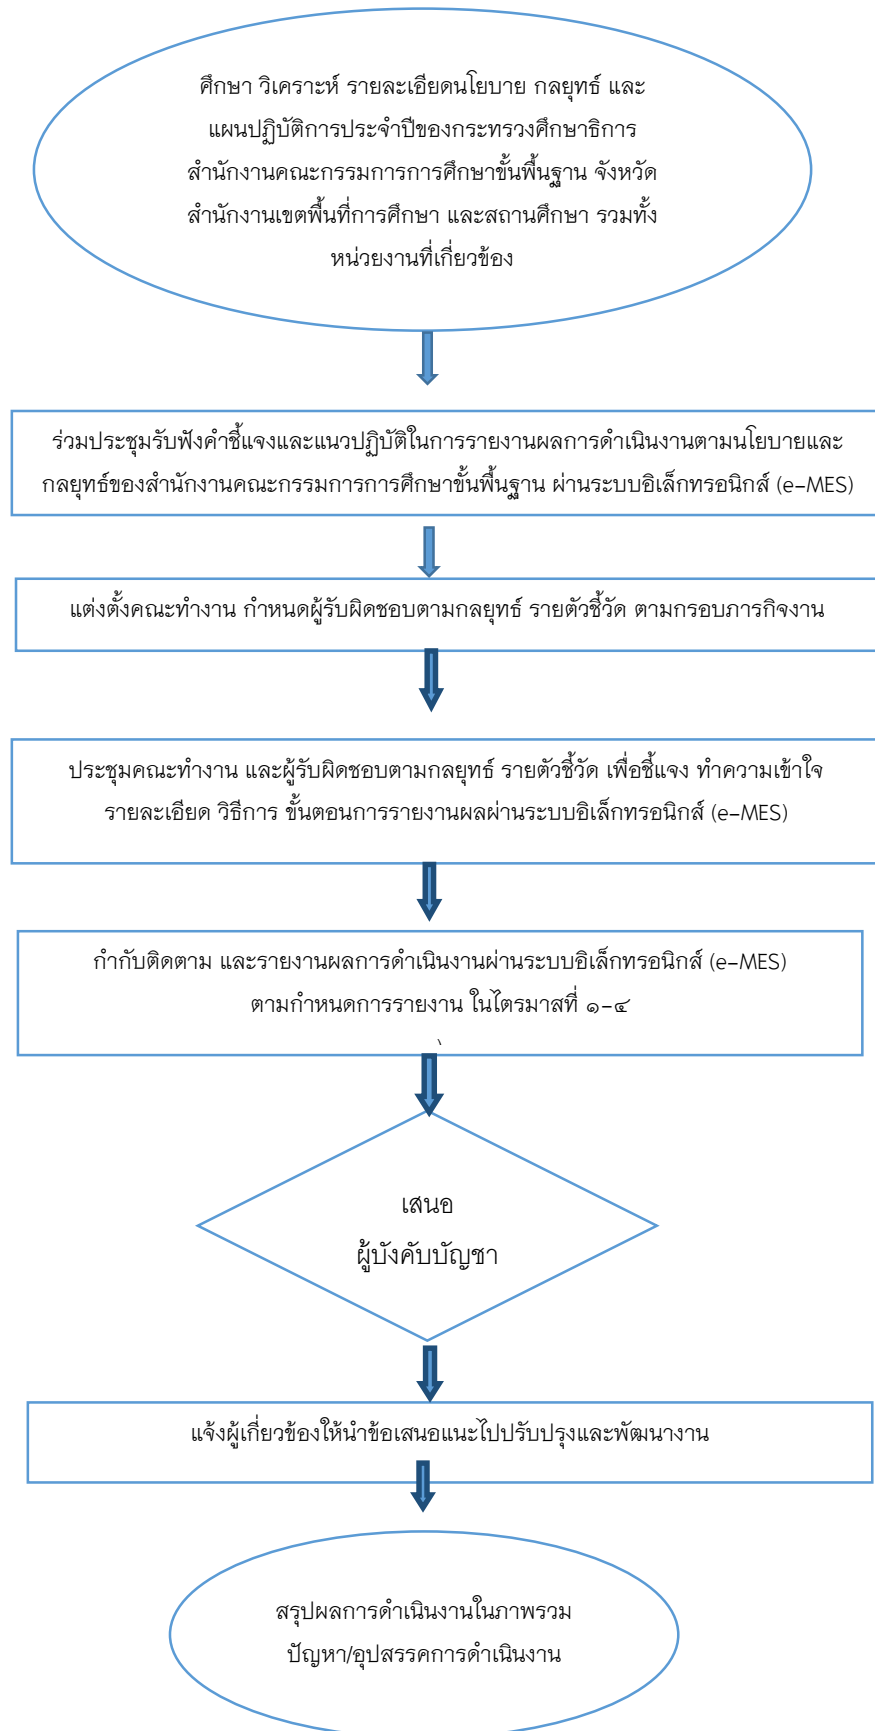 ศึกษา วิเคราะห์ รายละเอียดนโยบาย กลยุทธ์ และ
แผนปฏิบัติการประจำปีของกระทรวงศึกษาธิการ
สำนักงานคณะกรรมการการศึกษาขั้นพื้นฐาน จังหวัด
สำนักงานเขตพื้นที่การศึกษา และสถานศึกษา รวมทั้ง
หน่วยงานที่เกี่ยวข้อง
ร่วมประชุมรับฟังคำชี้แจงและแนวปฏิบัติในการรายงานผลการดำเนินงานตามนโยบายและ
กลยุทธ์ของสำนักงานคณะกรรมการการศึกษาขั้นพื้นฐาน ผ่านระบบอิเล็กทรอนิกส์ (e-MES)
แต่งตั้งคณะทำงาน กำหนดผู้รับผิดชอบตามกลยุทธ์ รายตัวชี้วัด ตามกรอบภารกิจงาน
ประชุมคณะทำงาน และผู้รับผิดชอบตามกลยุทธ์ รายตัวชี้วัด เพื่อชี้แจง ทำความเข้าใจ
รายละเอียด วิธีการ ขั้นตอนการรายงานผลผ่านระบบอิเล็กทรอนิกส์ (e-MES)
กำกับติดตาม และรายงานผลการดำเนินงานผ่านระบบอิเล็กทรอนิกส์ (e-MES)
ตามกำหนดการรายงาน ในไตรมาสที่ ๑-๔
เสนอ
ผู้บังคับบัญชา
แจ้งผู้เกี่ยวข้องให้นำข้อเสนอแนะไปปรับปรุงและพัฒนางาน
สรุปผลการดำเนินงานในภาพรวม
ปัญหา/อุปสรรคการดำเนินงาน